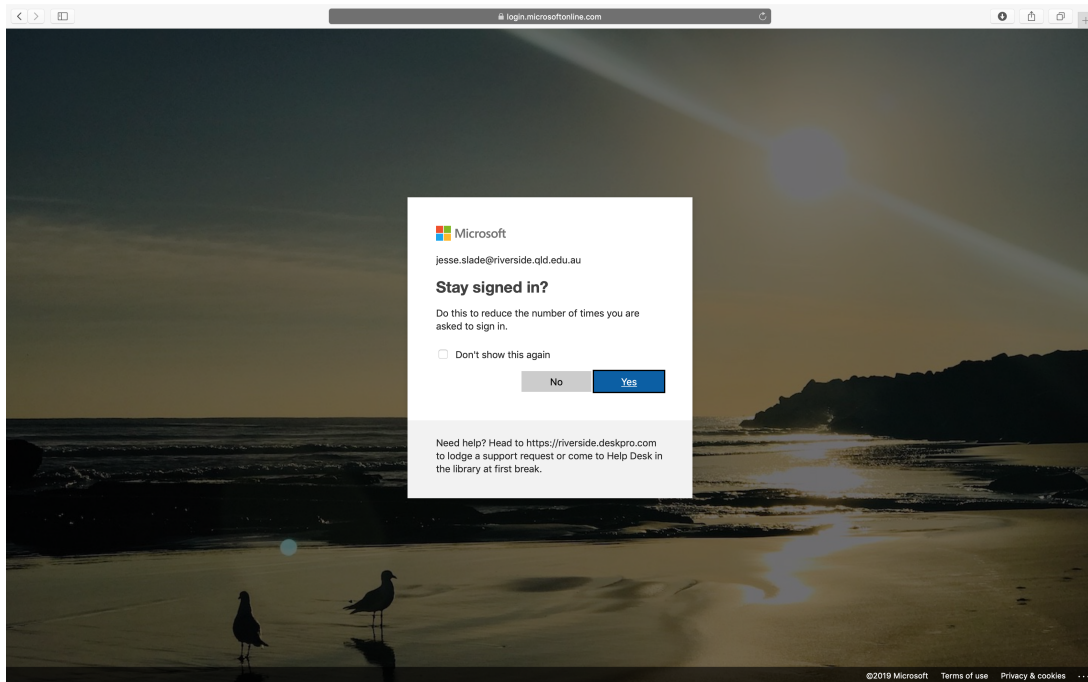 login.microsoftonline.com
Microsoft
jesse.slade@riverside.qld.edu.au
Stay signed in?
Do this to reduce the number of times you are
asked to sign in.
Don't show this again
No Yes
Need help? Head to https://riverside.deskpro.com
to lodge a support request or come to Help Desk in
the library at first break.
©2019 Microsoft Terms of use Privacy & cookies ...